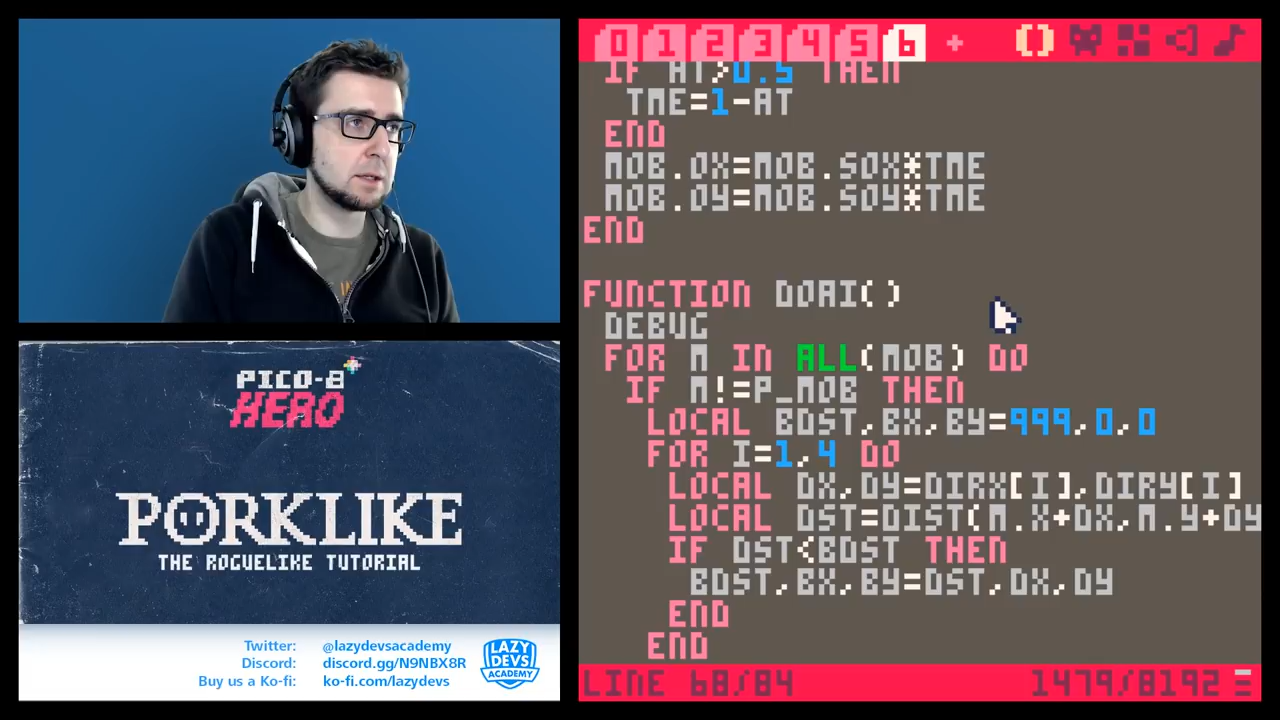 0 1 2 3 4 5 6 +
IF AT>0.5 THEN
TME=1-AT
END
MOB.OX=MOB.SOX*TME
MOB.OY=MOB.SOY*TME
END
FUNCTION DOAI()
DEBUG
FOR M IN ALL(MOB) DO
IF M!=P_MOB THEN
LOCAL BDST,BX,BY=999,0,0
FOR I=1,4 DO
LOCAL DX,DY=DIRX[I],DIRY[I]
LOCAL DST=DIST(M.X+DX,M.Y+DY
IF DST<BDST THEN
BDST,BX,BY=DST,DX,DY
END
END
LINE 68/84 1479/8192
PICO-8
HERO
PORKLIKE
THE ROGUELIKE TUTORIAL
Twitter: @lazydevsacademy
Discord: discord.gg/N9NBX8R
Buy us a Ko-fi: ko-fi.com/lazydevs
LAZY
DEVS
ACADEMY